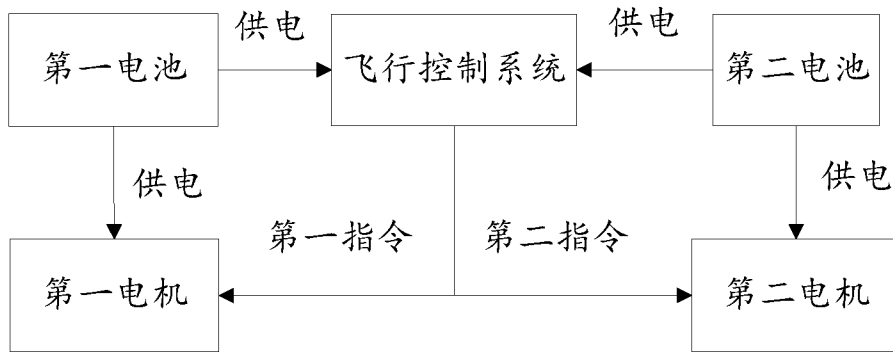 供电
供电
第一电池
飞行控制系统
第二电池
供电
供电
第一指令
第二指令
第一电机
第二电机